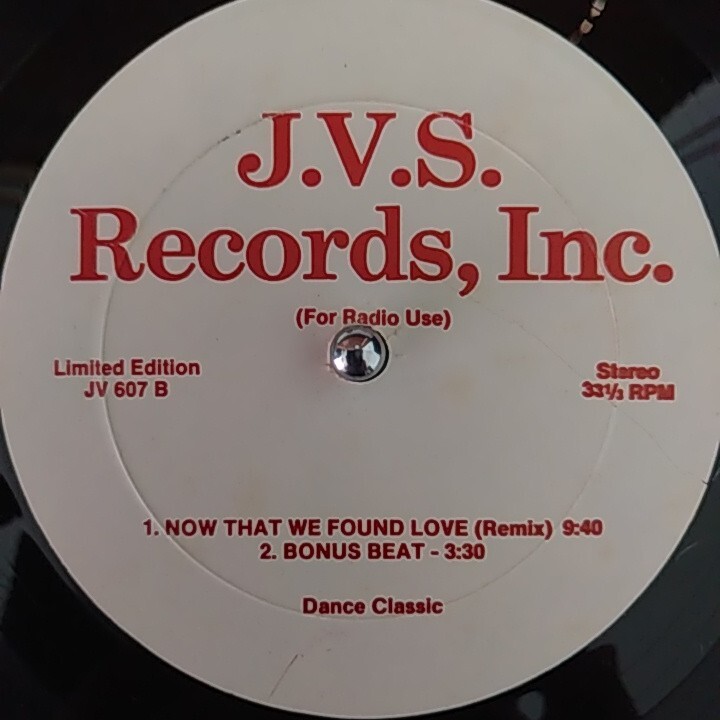 J.V.S.
Records, Inc.
(For Radio Use)
Limited Edition
JV 607 B
Stereo
33⅓ RPM
1. NOW THAT WE FOUND LOVE (Remix) 9:40
2. BONUS BEAT - 3:30
Dance Classic